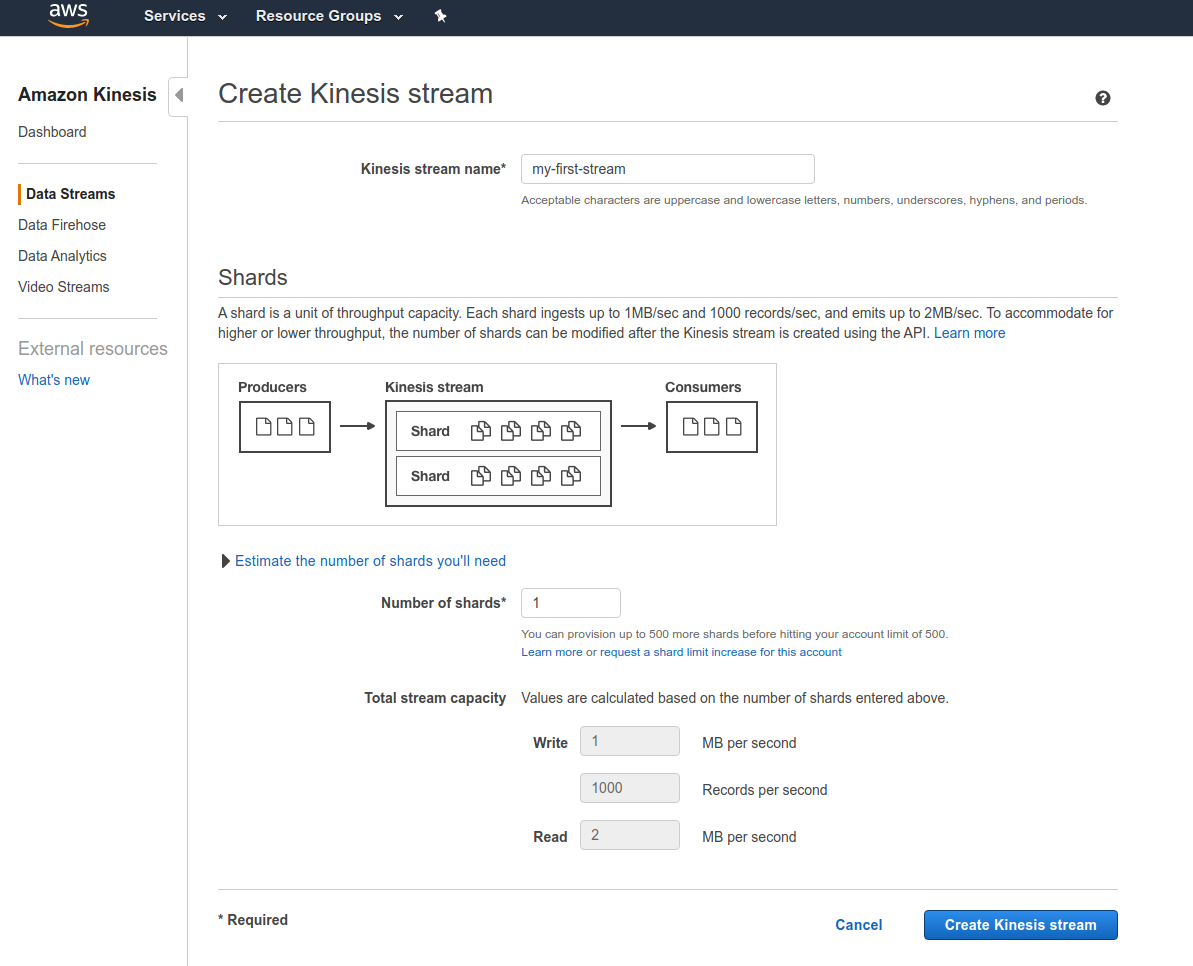 aws Services Resource Groups
Amazon Kinesis
Dashboard
Data Streams
Data Firehose
Data Analytics
Video Streams
External resources
What's new
Create Kinesis stream
?
Kinesis stream name* my-first-stream
Acceptable characters are uppercase and lowercase letters, numbers, underscores, hyphens, and periods.
Shards
A shard is a unit of throughput capacity. Each shard ingests up to 1MB/sec and 1000 records/sec, and emits up to 2MB/sec. To accommodate for
higher or lower throughput, the number of shards can be modified after the Kinesis stream is created using the API. Learn more
Producers Kinesis stream Consumers
Shard
Shard
Estimate the number of shards you'll need
Number of shards* 1
You can provision up to 500 more shards before hitting your account limit of 500.
Learn more or request a shard limit increase for this account
Total stream capacity Values are calculated based on the number of shards entered above.
Write 1 MB per second
1000 Records per second
Read 2 MB per second
* Required Cancel Create Kinesis stream